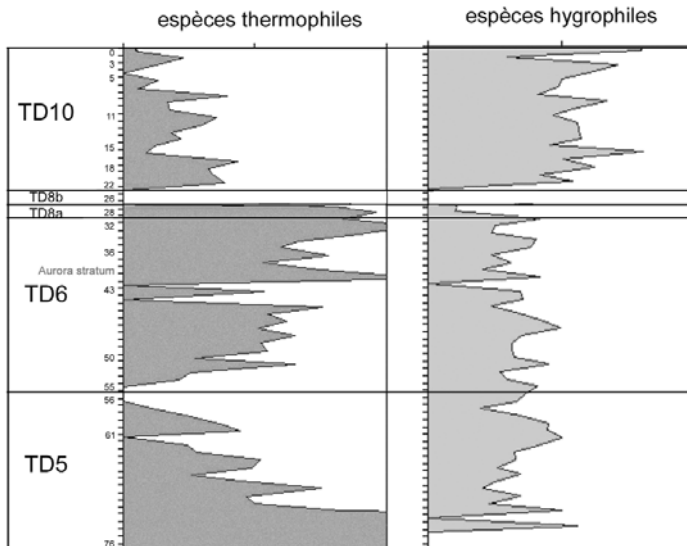 espèces thermophiles
espèces hygrophiles
TD10
0
3
5
11
15
18
22
TD8b
26
TD8a
28
TD6
32
36
Aurora stratum
43
50
55
TD5
56
61
76